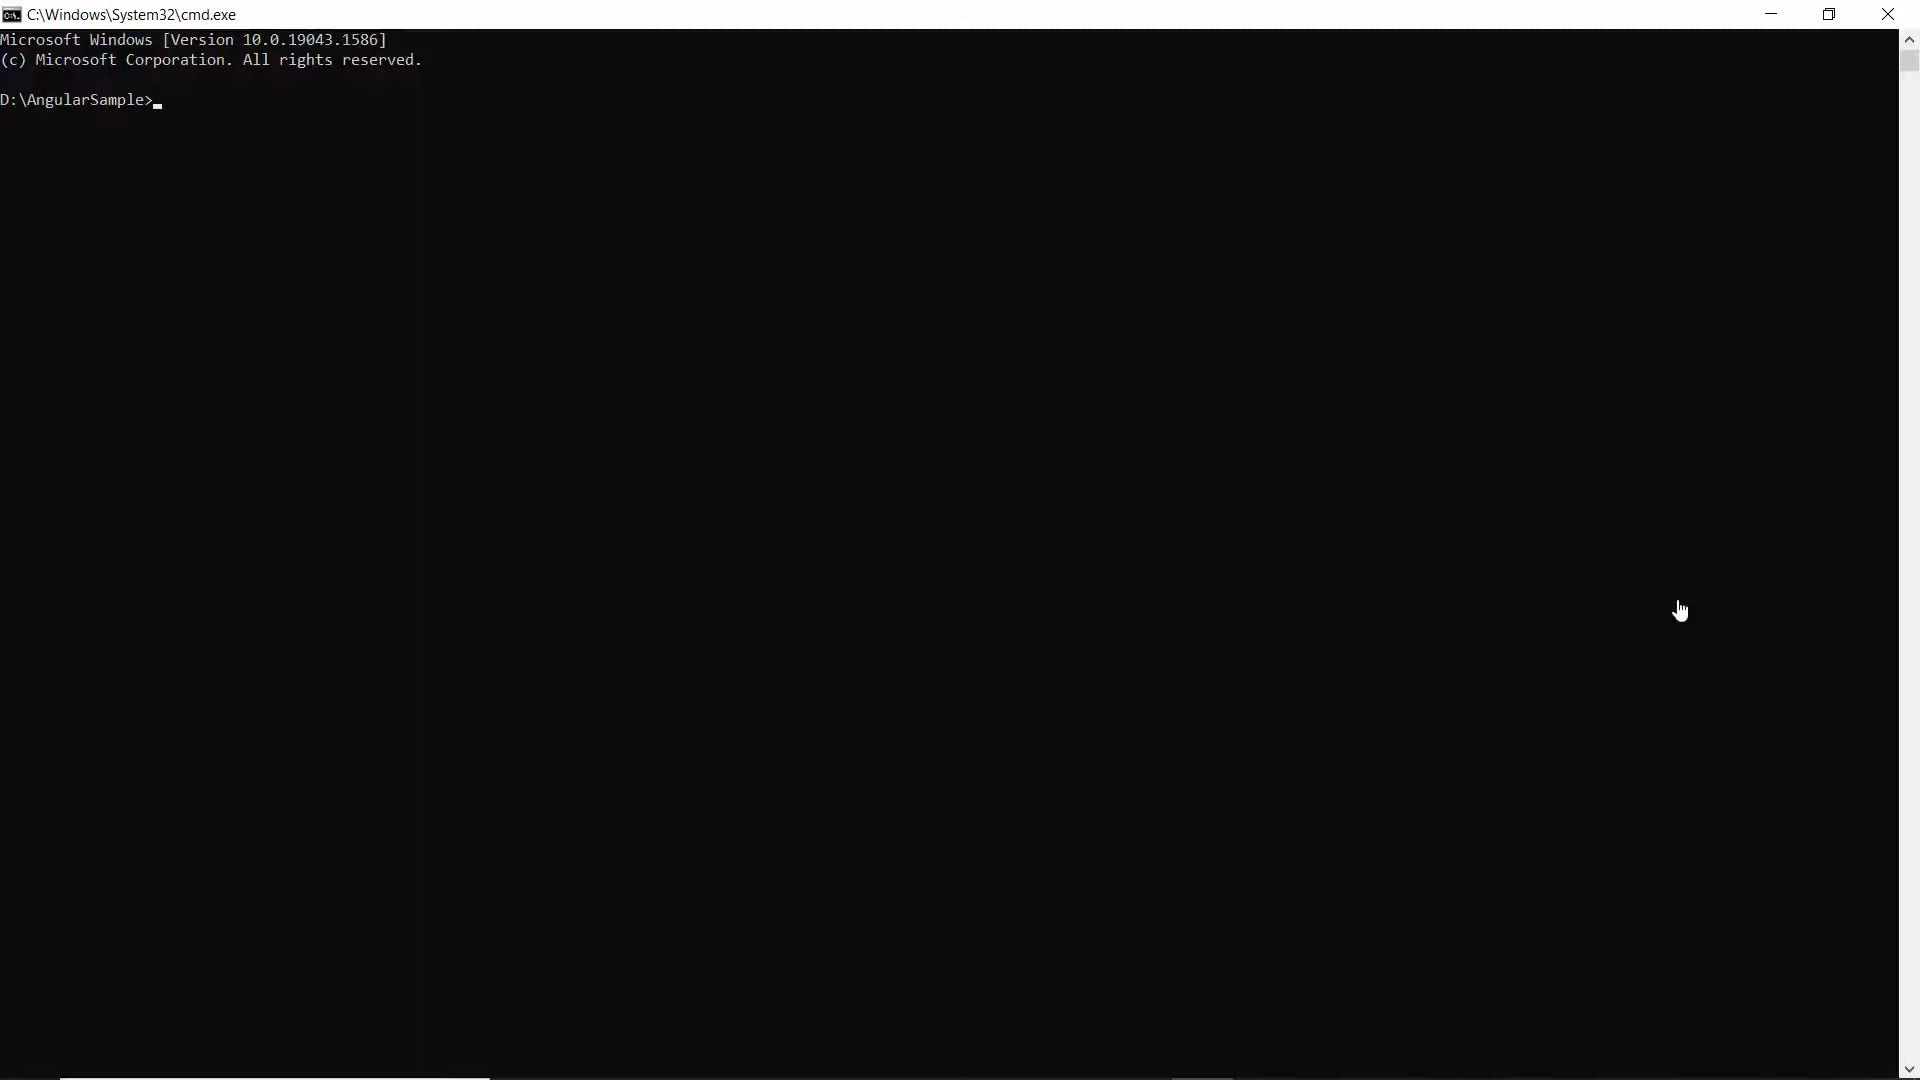 C:\Windows\System32\cmd.exe
Microsoft Windows [Version 10.0.19043.1586]
(c) Microsoft Corporation. All rights reserved.
D:\AngularSample>